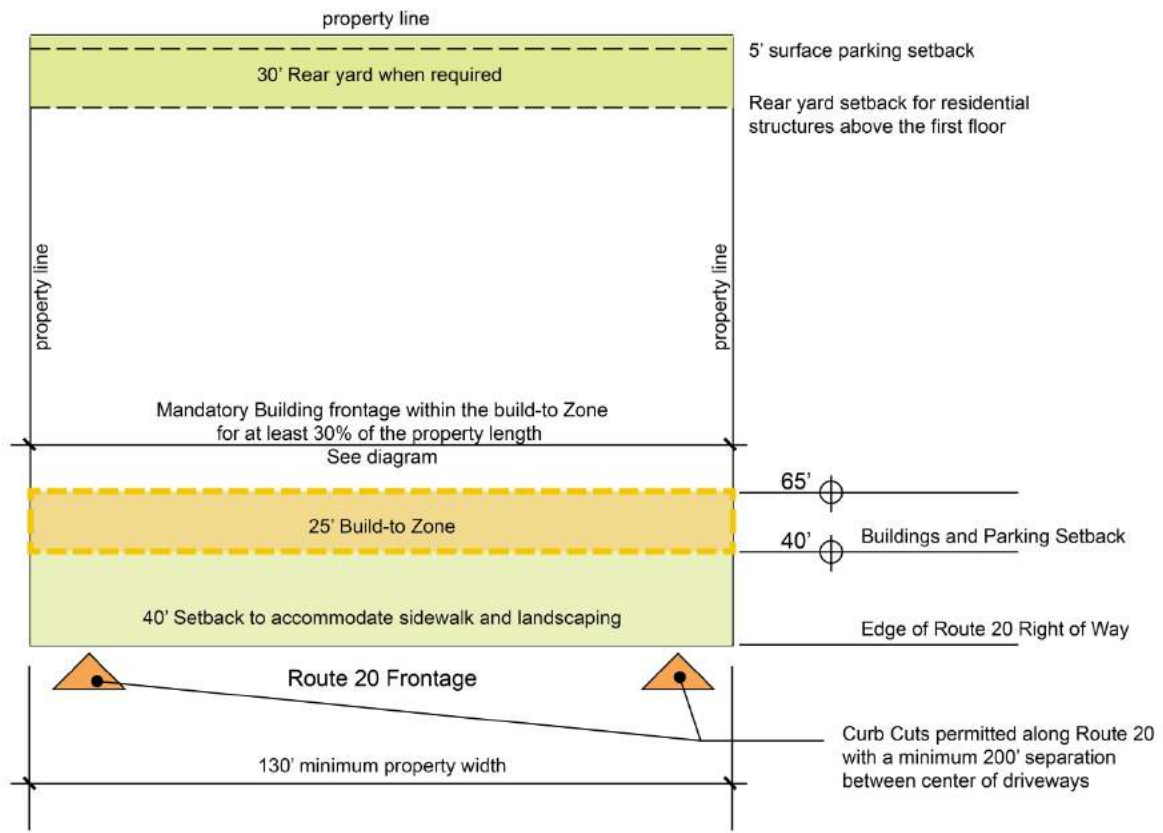 property line
5’ surface parking setback
30’ Rear yard when required
Rear yard setback for residential
structures above the first floor
property line
property line
Mandatory Building frontage within the build-to Zone
for at least 30% of the property length
See diagram
65’
25’ Build-to Zone
40’
Buildings and Parking Setback
40’ Setback to accommodate sidewalk and landscaping
Edge of Route 20 Right of Way
Route 20 Frontage
Curb Cuts permitted along Route 20
with a minimum 200’ separation
between center of driveways
130’ minimum property width